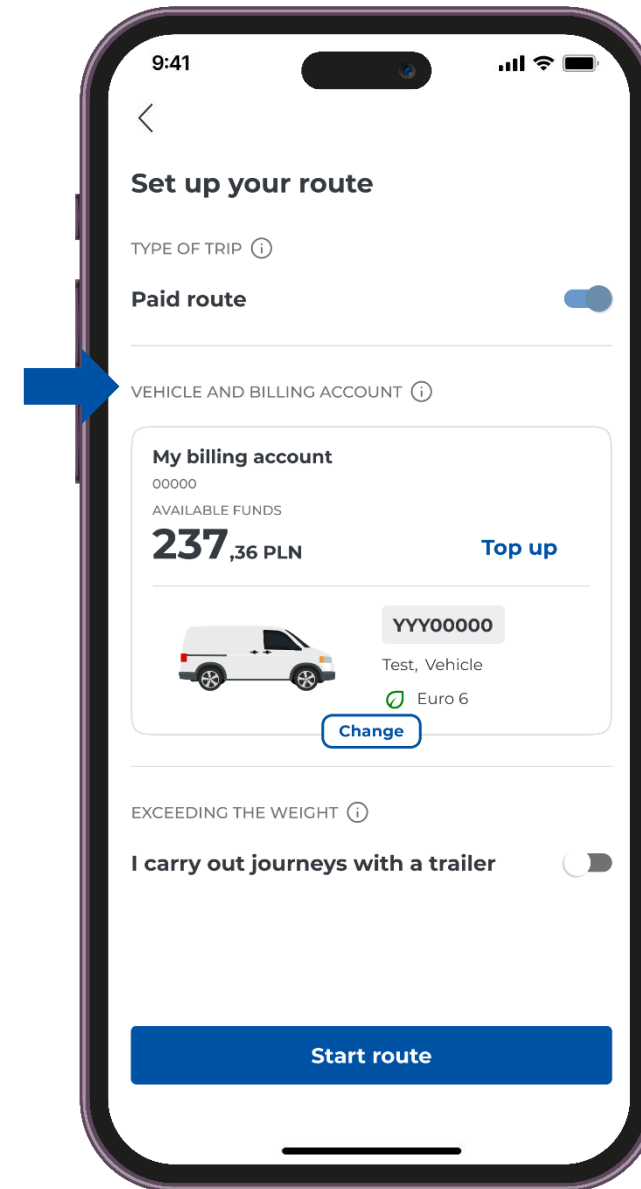 9:41
Set up your route
TYPE OF TRIP
Paid route
VEHICLE AND BILLING ACCOUNT
My billing account
00000
AVAILABLE FUNDS
237,36 PLN
Top up
YYY00000
Test, Vehicle
Euro 6
Change
EXCEEDING THE WEIGHT
I carry out journeys with a trailer
Start route